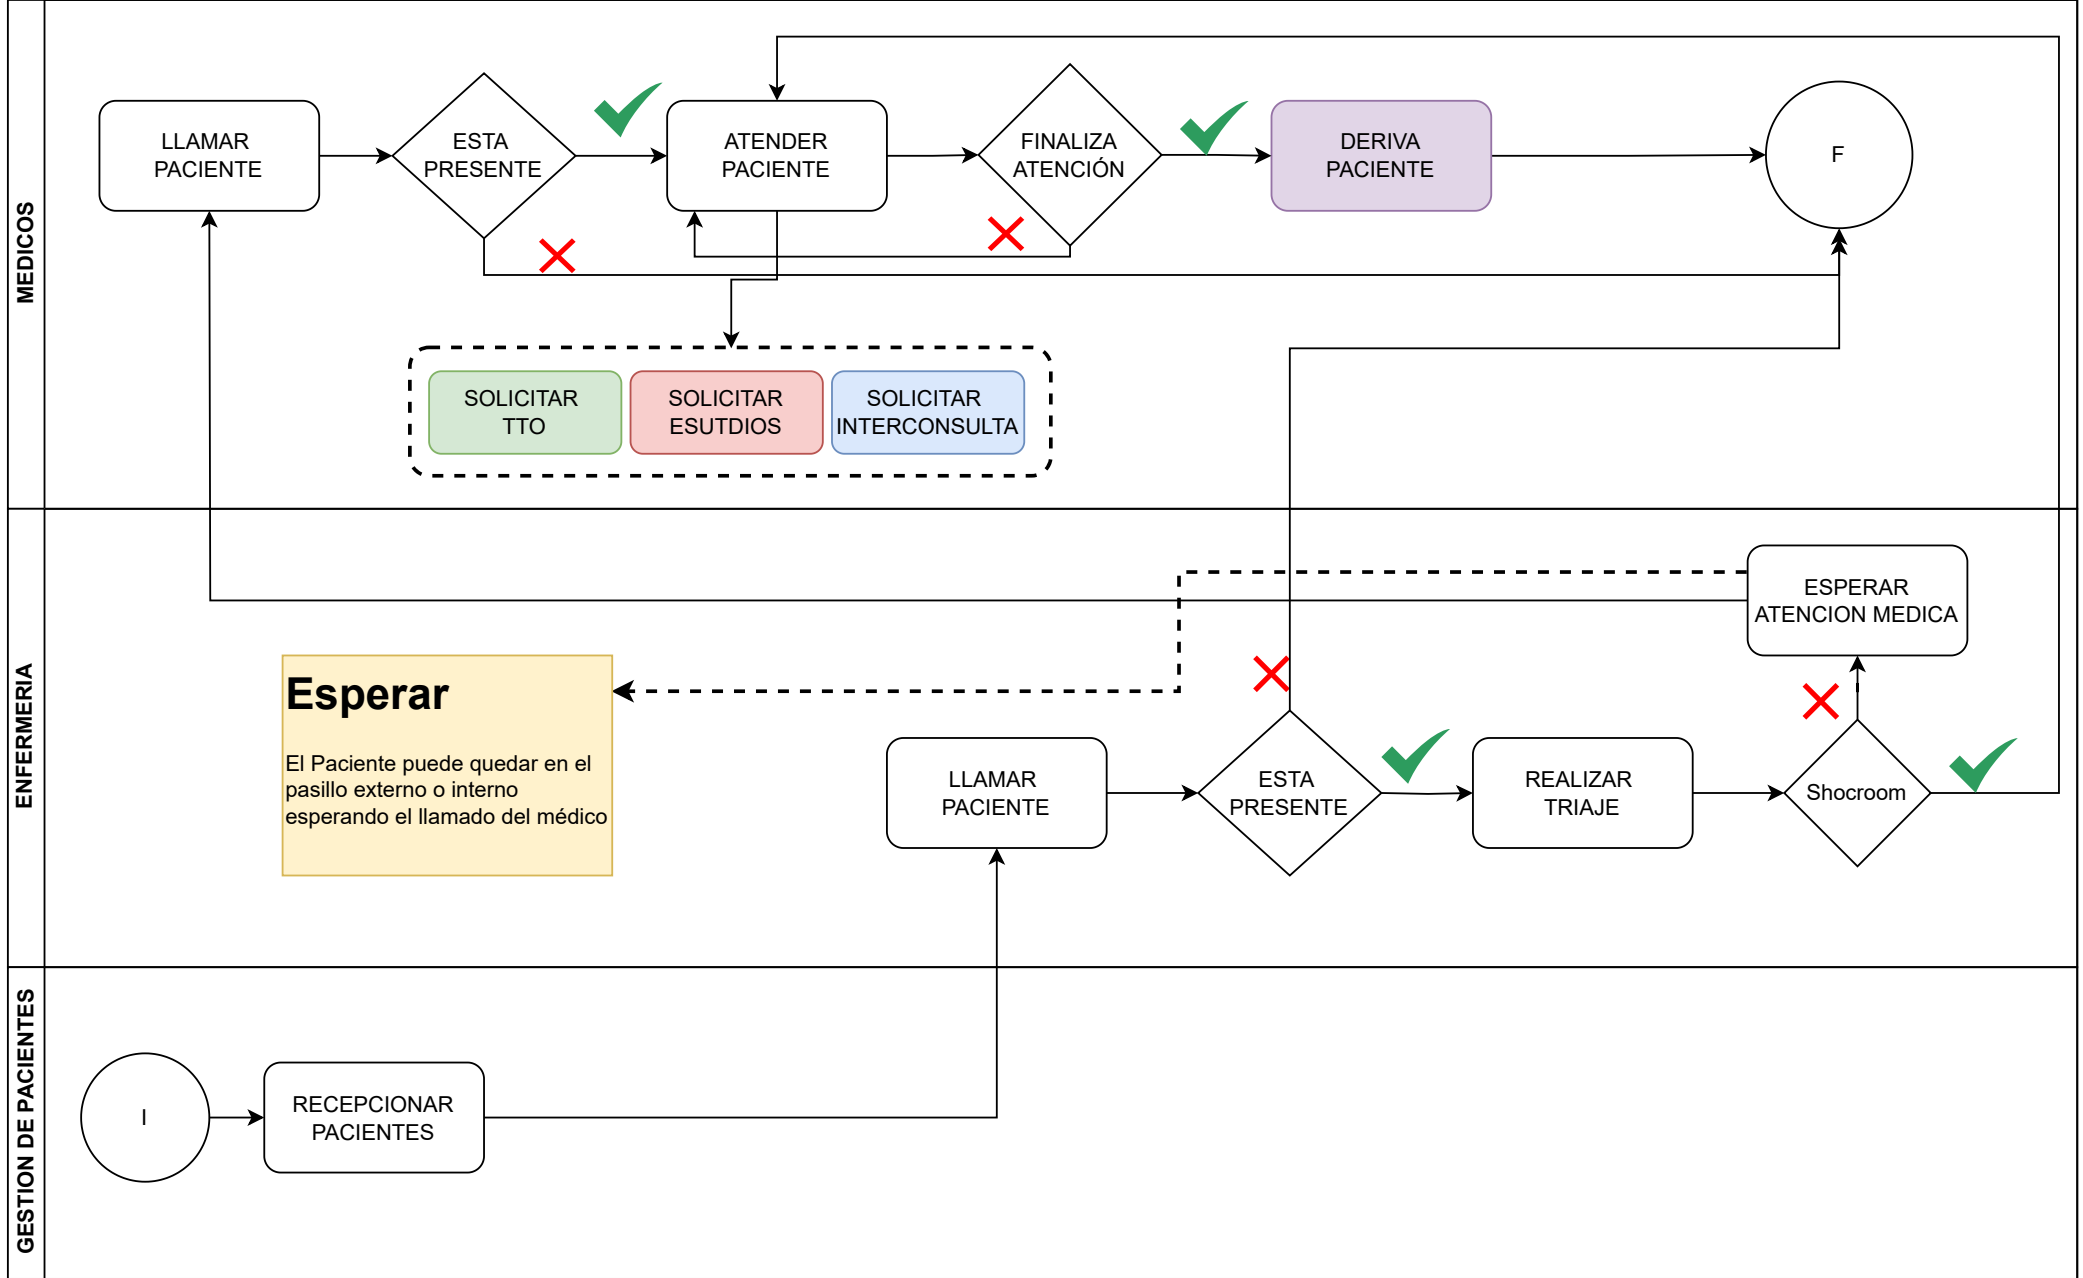 MEDICOS
LLAMAR
PACIENTE
ESTA
PRESENTE
ATENDER
PACIENTE
FINALIZA
ATENCIÓN
DERIVA
PACIENTE
F
SOLICITAR
TTO
SOLICITAR
ESUTDIOS
SOLICITAR
INTERCONSULTA
ENFERMERIA
ESPERAR
ATENCION MEDICA
Esperar
El Paciente puede quedar en el
pasillo externo o interno
esperando el llamado del médico
LLAMAR
PACIENTE
ESTA
PRESENTE
REALIZAR
TRIAJE
Shocroom
GESTION DE PACIENTES
I
RECEPCIONAR
PACIENTES